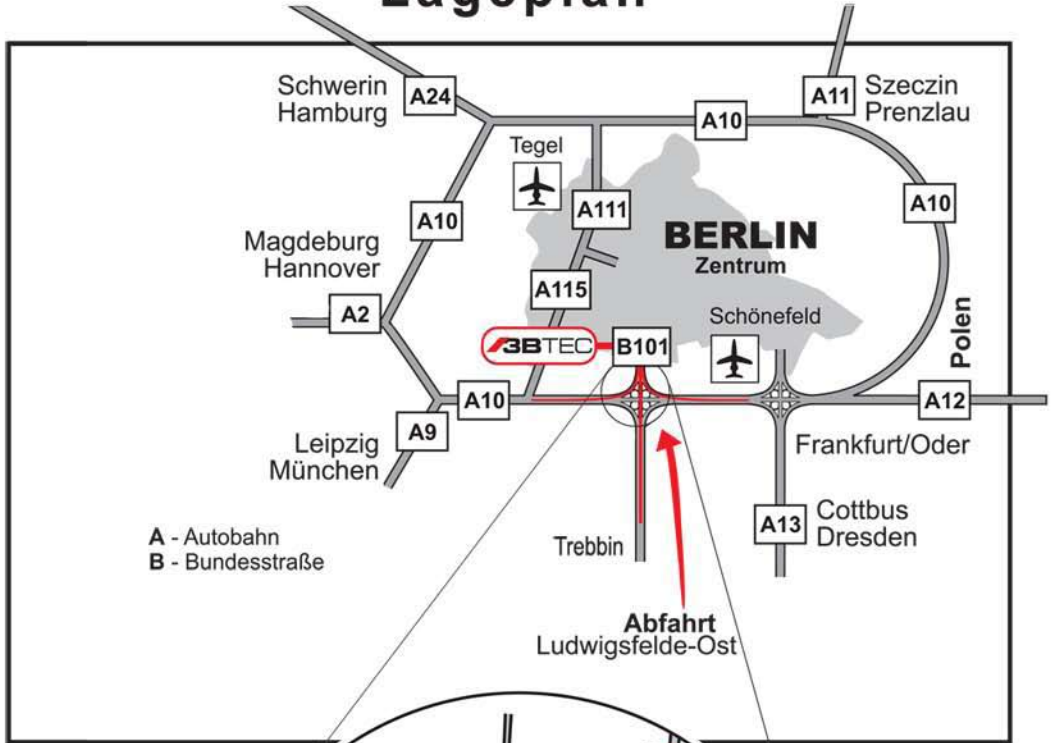 Lageplan
Schwerin
Hamburg
A24
A11
Szeczin
Prenzlau
A10
Tegel
A10
A111
A10
BERLIN
Zentrum
Magdeburg
Hannover
A2
A115
Schönefeld
3BTEC
B101
Polen
A10
A12
A9
Leipzig
München
Frankfurt/Oder
A - Autobahn
B - Bundesstraße
A13
Cottbus
Dresden
Trebbin
Abfahrt
Ludwigsfelde-Ost